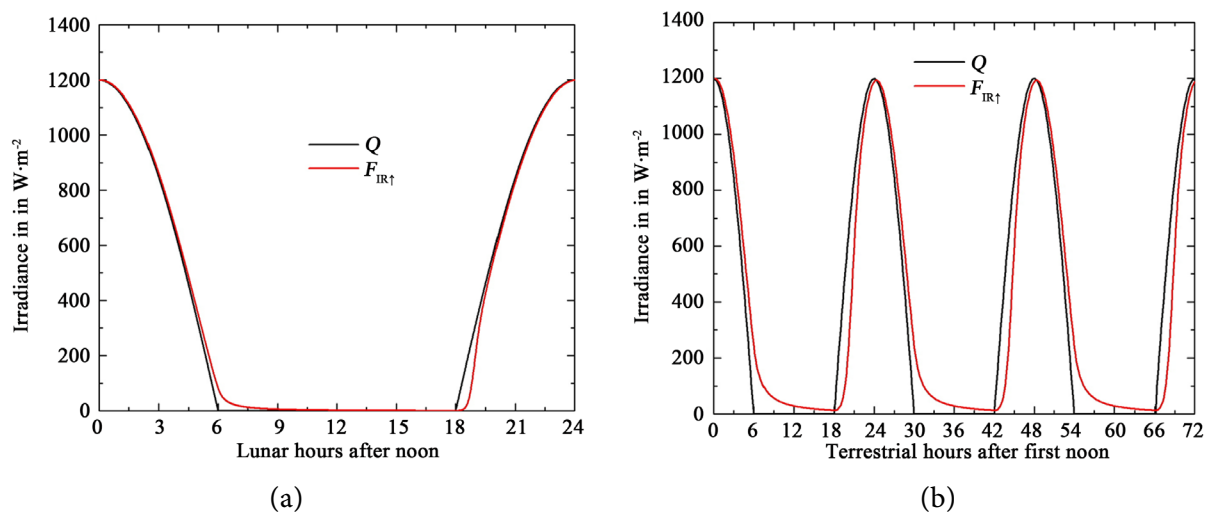 1400
1200
1000
800
600
400
200
0
Irradiance in in W·m-2
Q
FIR↑
0 3 6 9 12 15 18 21 24
Lunar hours after noon
(a)
1400
1200
1000
800
600
400
200
0
Irradiance in in W·m-2
Q
FIR↑
0 6 12 18 24 30 36 42 48 54 60 66 72
Terrestrial hours after first noon
(b)